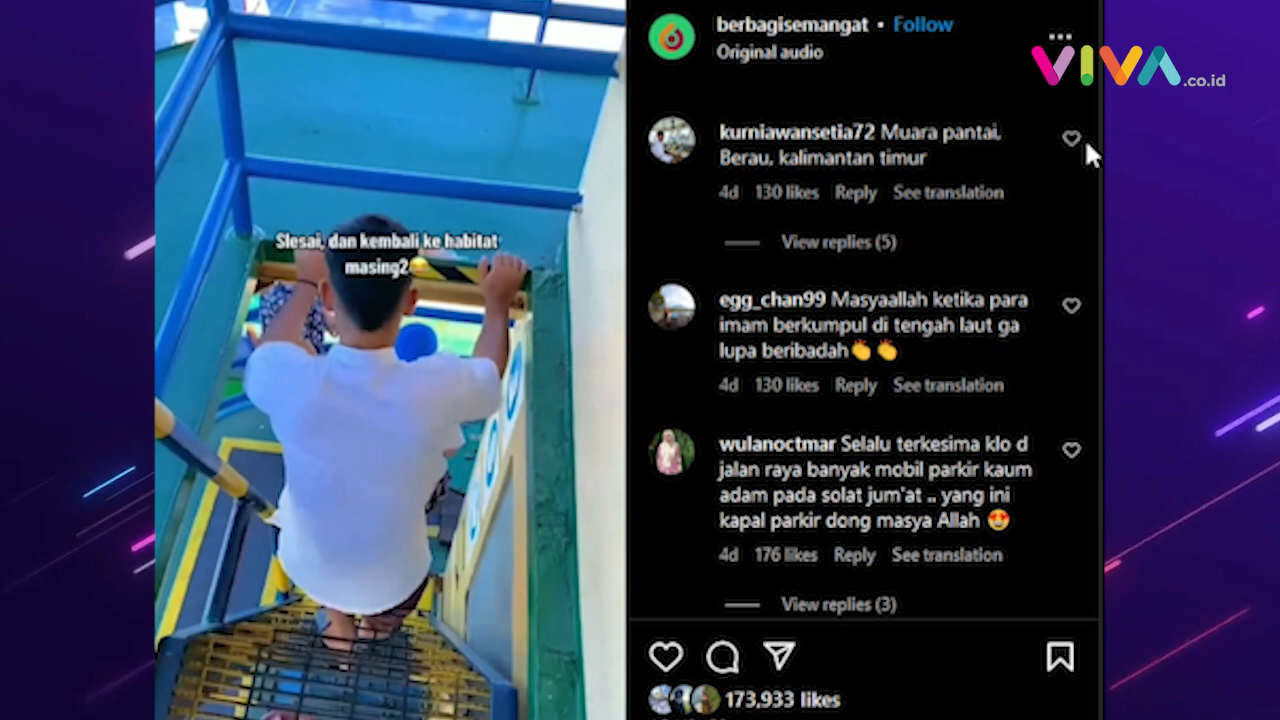 Slesai, dan kembali ke habitat
masing2😅
berbagisemangat • Follow
Original audio
VIVA.co.id
kurniawansetia72 Muara pantai,
Berau, kalimantan timur
4d 130 likes Reply See translation
View replies (5)
egg_chan99 Masyaallah ketika para
imam berkumpul di tengah laut ga
lupa beribadah👏👏
4d 130 likes Reply See translation
wulanoctmar Selalu terkesima klo d
jalan raya banyak mobil parkir kaum
adam pada solat jum'at .. yang ini
kapal parkir dong masya Allah 😍
4d 176 likes Reply See translation
View replies (3)
173,933 likes